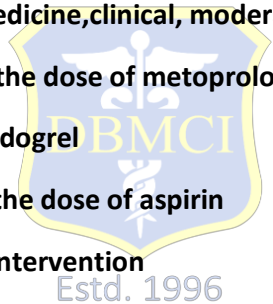 edicine,clinical, moder
the dose of metoprolo
dogrel
DBMCI
the dose of aspirin
ntervention
Estd. 1996